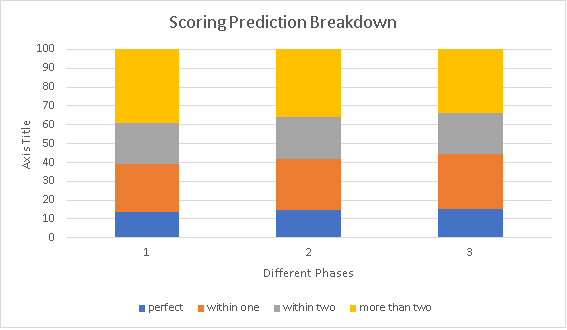 Scoring Prediction Breakdown
100
90
80
70
60
50
40
30
20
10
0
Axis Title
1 2 3
Different Phases
perfect within one within two more than two